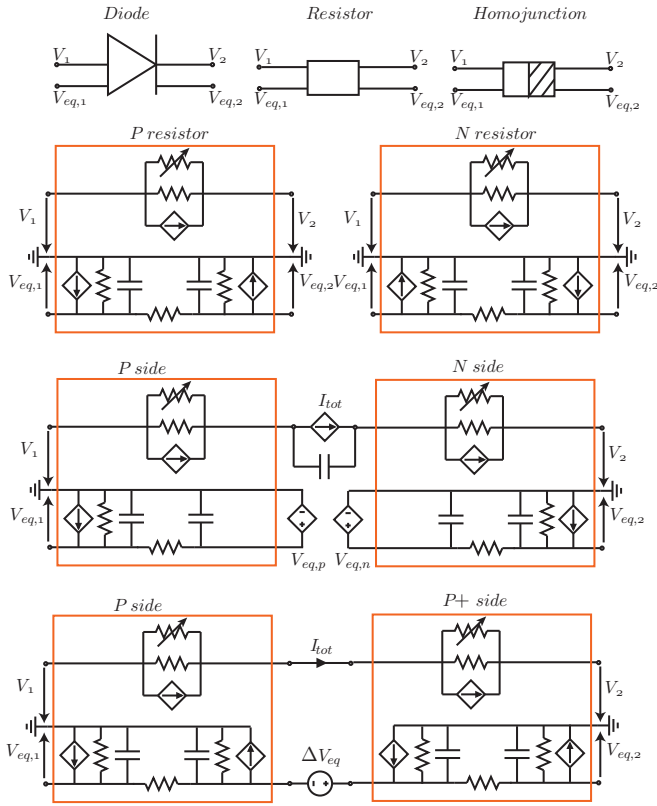 Diode Resistor Homojunction
V1 V2 V1 V2 V1 V2
Veq,1 Veq,2 Veq,1 Veq,2 Veq,1 Veq,2
P resistor N resistor
V1 V2 V1 V2
Veq,1 Veq,2 Veq,1 Veq,2
P side N side
Itot
V1 V2
Veq,1 Veq,p Veq,n Veq,2
P side P+ side
Itot
V1 V2
Veq,1 ΔVeq Veq,2